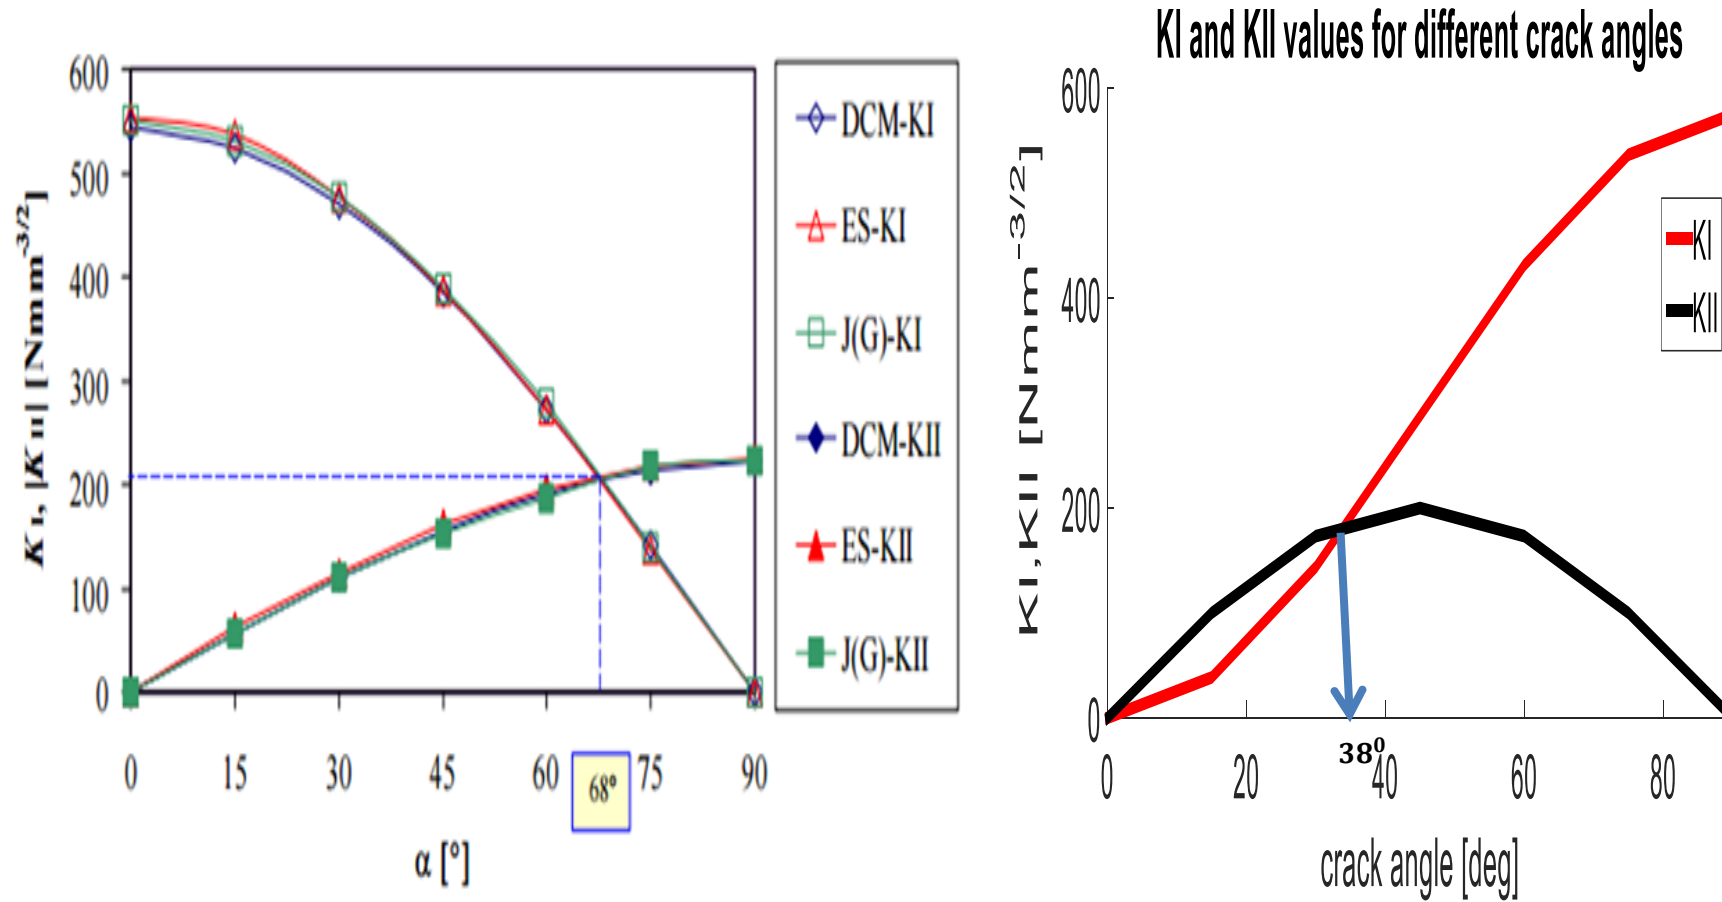 600
500
400
300
200
100
0
K I, |K II| [Nmm-3/2]
0 15 30 45 60 75 90
68°
α [°]
DCM-KI
ES-KI
J(G)-KI
DCM-KII
ES-KII
J(G)-KII
KI and KII values for different crack angles
600
400
200
0
KI,KII [Nmm−3/2]
KI
KII
38⁰
0 20 40 60 80
crack angle [deg]